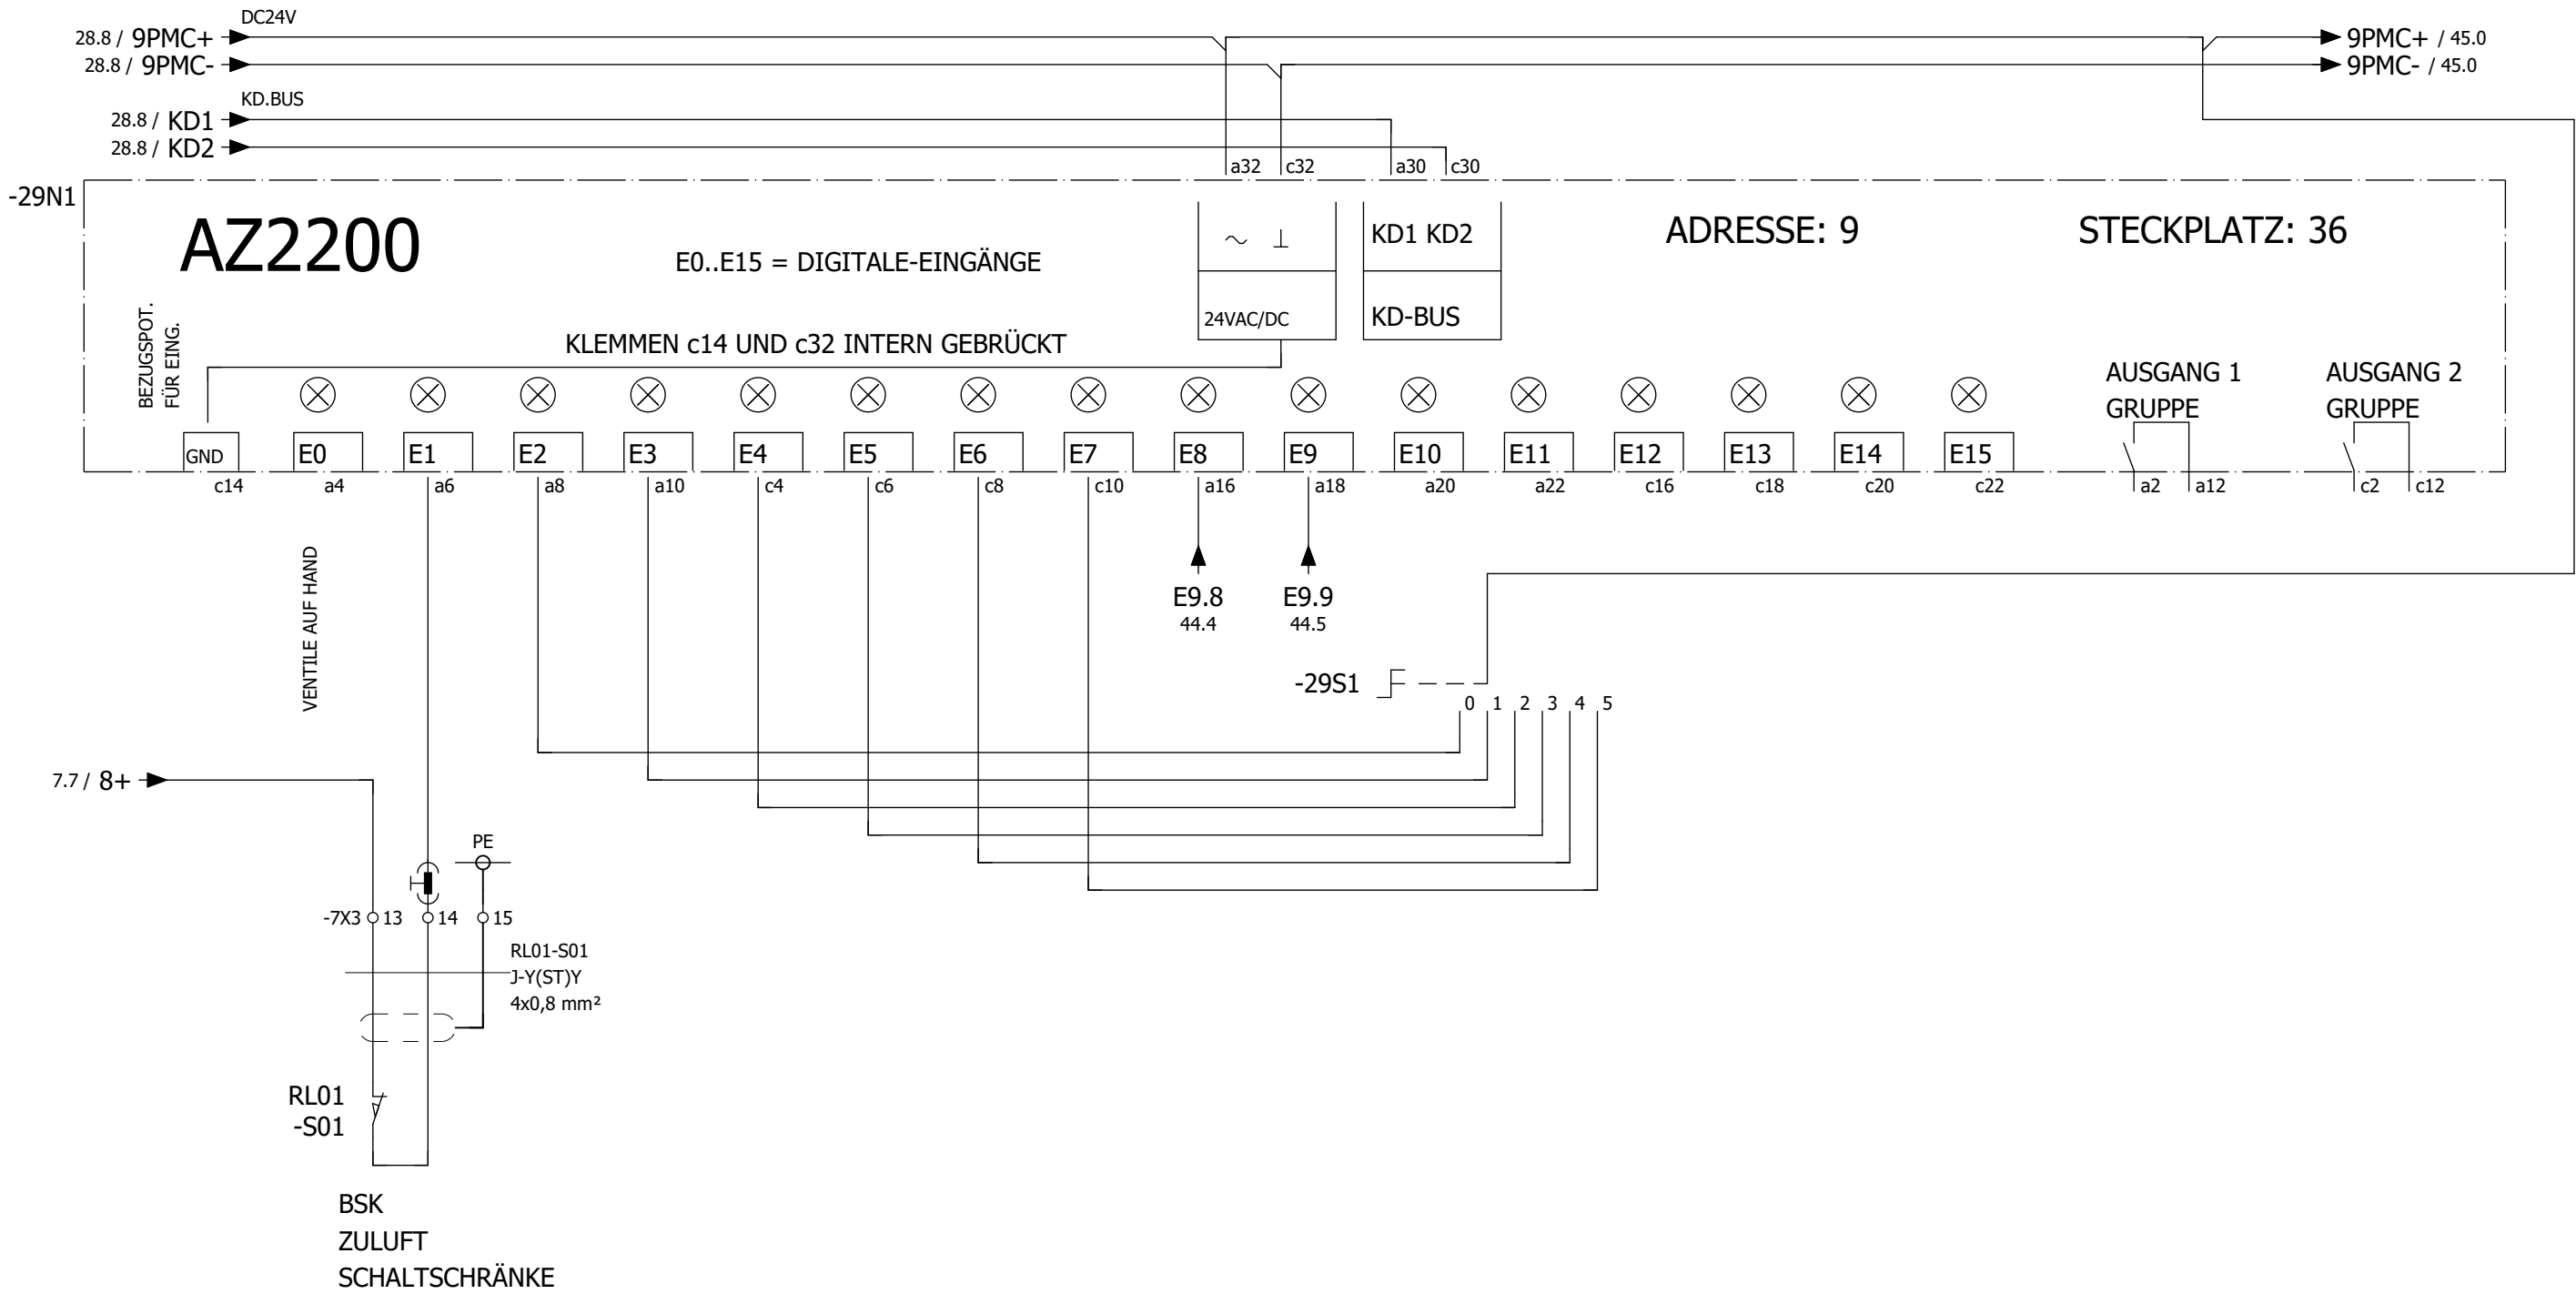 DC24V
28.8 / 9PMC+
9PMC+ / 45.0
28.8 / 9PMC-
9PMC- / 45.0
KD.BUS
28.8 / KD1
28.8 / KD2
a32 c32 a30 c30
-29N1
AZ2200
E0..E15 = DIGITALE-EINGÄNGE
KD1 KD2
ADRESSE: 9
STECKPLATZ: 36
24VAC/DC
KD-BUS
BEZUGSPOT.
FÜR EING.
KLEMMEN c14 UND c32 INTERN GEBRÜCKT
AUSGANG 1
GRUPPE
AUSGANG 2
GRUPPE
GND E0 E1 E2 E3 E4 E5 E6 E7 E8 E9 E10 E11 E12 E13 E14 E15
c14 a4 a6 a8 a10 c4 c6 c8 c10 a16 a18 a20 a22 c16 c18 c20 c22 a2 a12 c2 c12
VENTILE AUF HAND
E9.8
44.4
E9.9
44.5
-29S1
0 1 2 3 4 5
7.7 / 8+
PE
-7X3 13 14 15
RL01-S01
J-Y(ST)Y
4x0,8 mm²
RL01
-S01
BSK
ZULUFT
SCHALTSCHRÄNKE